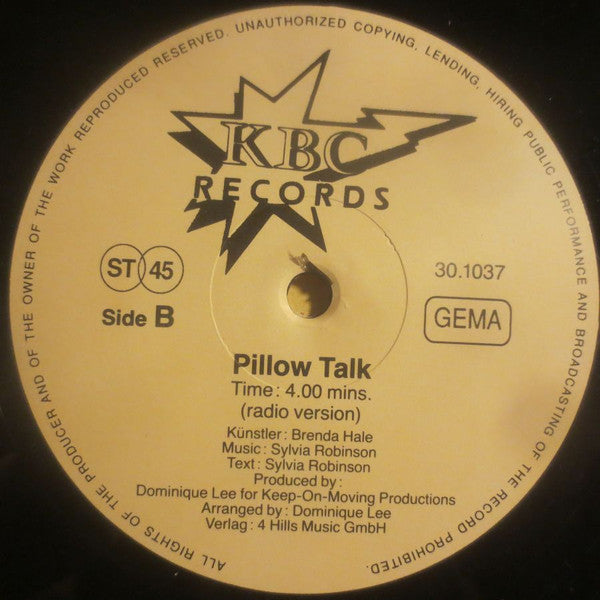 ALL RIGHTS OF THE PRODUCER AND OF THE OWNER OF THE WORK REPRODUCED RESERVED. UNAUTHORIZED COPYING, LENDING, HIRING PUBLIC PERFORMANCE AND BROADCASTING OF THE RECORD PROHIBITED.
KBC
RECORDS
ST 45
30.1037
Side B
GEMA
Pillow Talk
Time: 4.00 mins.
(radio version)
Künstler: Brenda Hale
Music: Sylvia Robinson
Text: Sylvia Robinson
Produced by:
Dominique Lee for Keep-On-Moving Productions
Arranged by: Dominique Lee
Verlag: 4 Hills Music GmbH